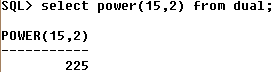 SQL> select power(15,2) from dual;
POWER(15,2)
-----------
225